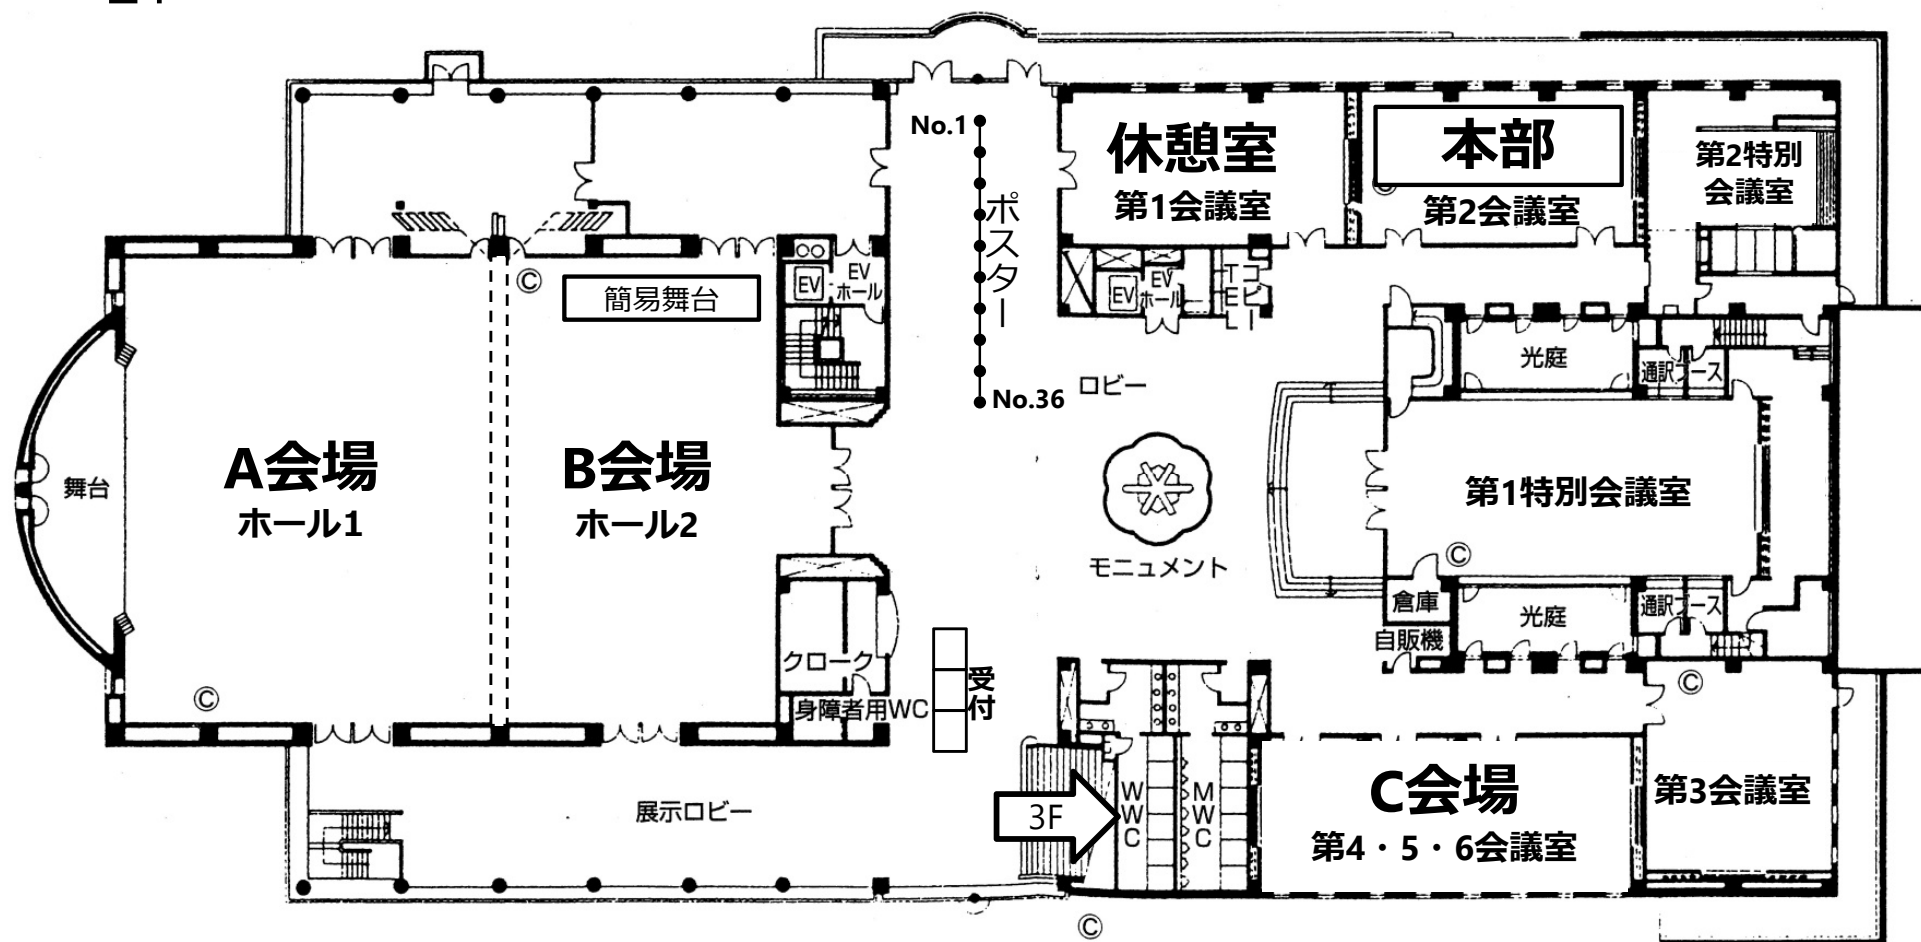 No.1
ポスター
No.36
休憩室
第1会議室
本部
第2会議室
第2特別
会議室
簡易舞台
EV
EV
ホール
EV
EV
ホール
TEL
コピー
ロビー
光庭
通訳ブース
舞台
A会場
ホール1
B会場
ホール2
第1特別会議室
モニュメント
倉庫
光庭
通訳ブース
自販機
クローク
受付
身障者用WC
展示ロビー
3F
WWC
MWC
C会場
第4・5・6会議室
第3会議室
©
©
©
©
©